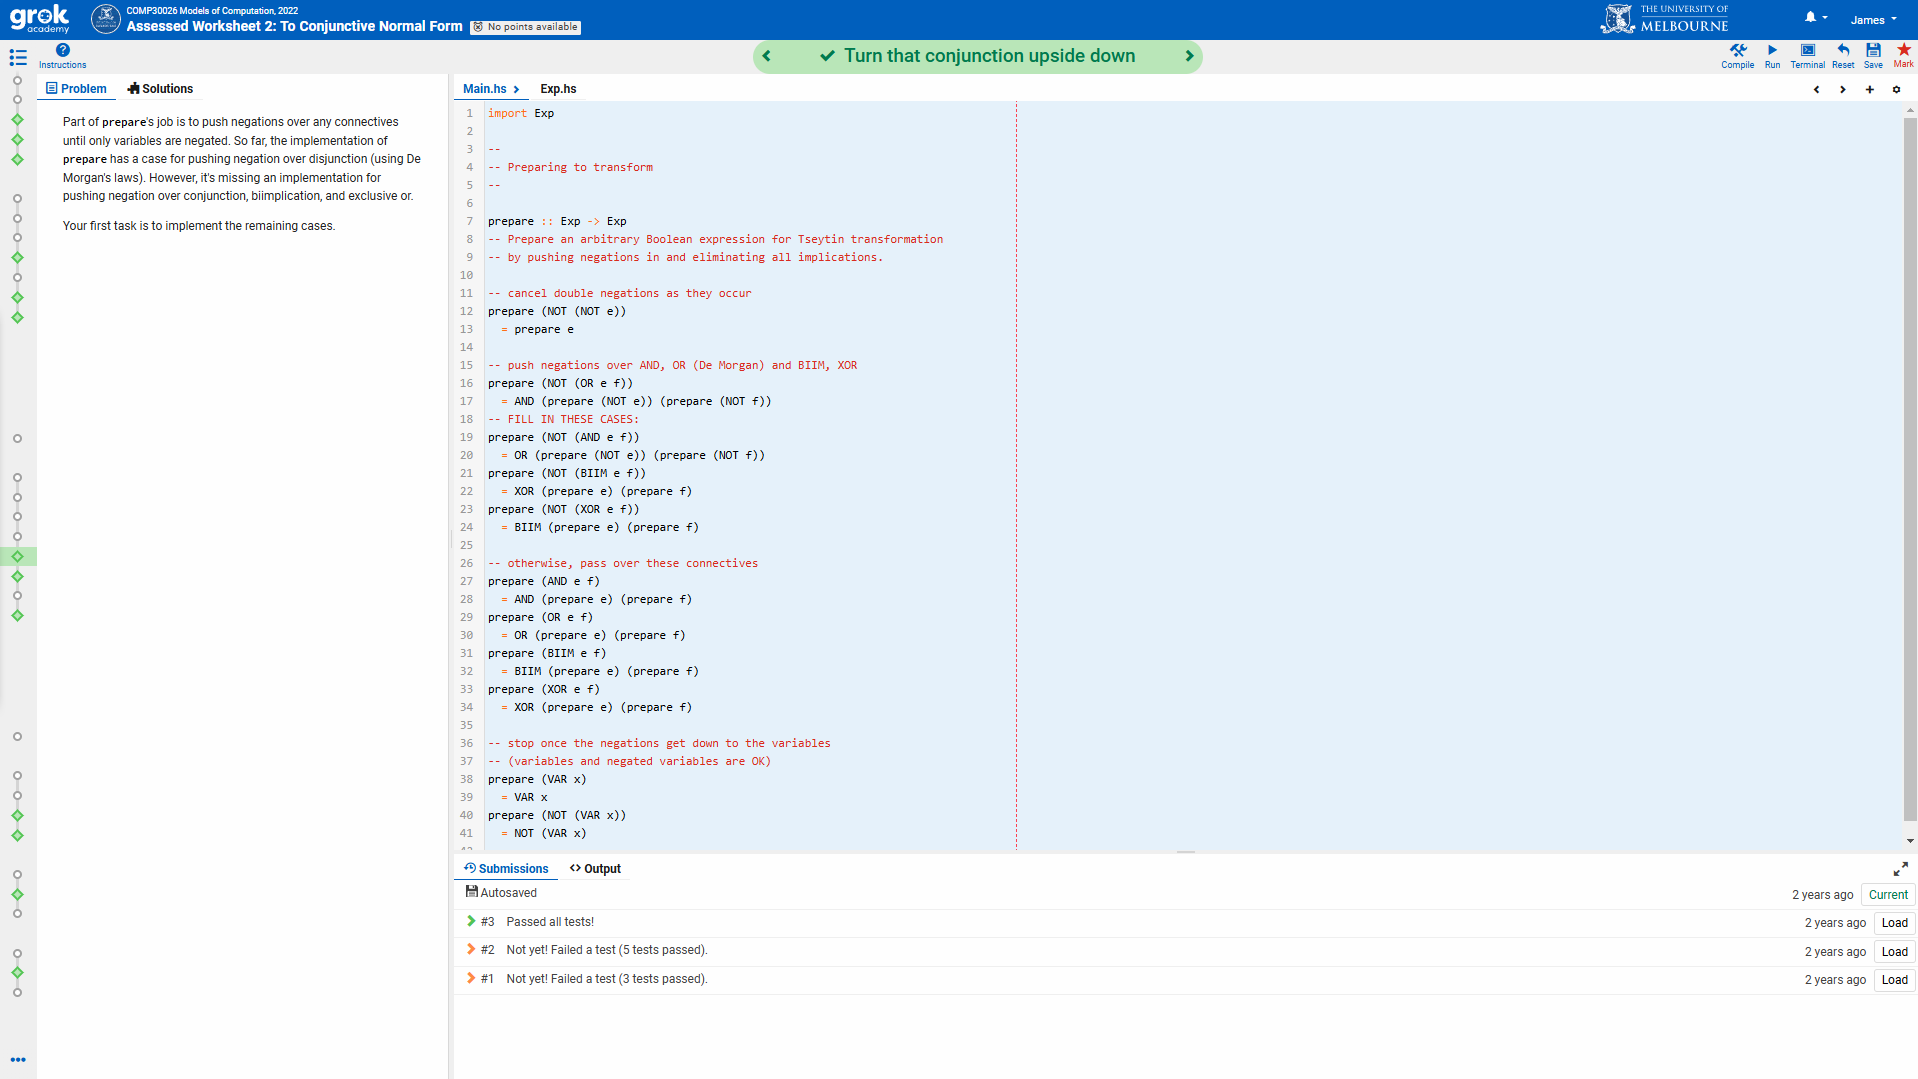 grok
academy
COMP30026 Models of Computation, 2022
Assessed Worksheet 2: To Conjunctive Normal Form
No points available
THE UNIVERSITY OF
MELBOURNE
James
Instructions
Turn that conjunction upside down
Compile
Run
Terminal
Reset
Save
Mark
Problem
Solutions
Part of prepare's job is to push negations over any connectives
until only variables are negated. So far, the implementation of
prepare has a case for pushing negation over disjunction (using De
Morgan's laws). However, it's missing an implementation for
pushing negation over conjunction, biimplication, and exclusive or.
Your first task is to implement the remaining cases.
Main.hs
Exp.hs
1 import Exp
2
3 --
4 -- Preparing to transform
5 --
6
7 prepare :: Exp -> Exp
8 -- Prepare an arbitrary Boolean expression for Tseytin transformation
9 -- by pushing negations in and eliminating all implications.
10
11 -- cancel double negations as they occur
12 prepare (NOT (NOT e))
13 = prepare e
14
15 -- push negations over AND, OR (De Morgan) and BIIM, XOR
16 prepare (NOT (OR e f))
17 = AND (prepare (NOT e)) (prepare (NOT f))
18 -- FILL IN THESE CASES:
19 prepare (NOT (AND e f))
20 = OR (prepare (NOT e)) (prepare (NOT f))
21 prepare (NOT (BIIM e f))
22 = XOR (prepare e) (prepare f)
23 prepare (NOT (XOR e f))
24 = BIIM (prepare e) (prepare f)
25
26 -- otherwise, pass over these connectives
27 prepare (AND e f)
28 = AND (prepare e) (prepare f)
29 prepare (OR e f)
30 = OR (prepare e) (prepare f)
31 prepare (BIIM e f)
32 = BIIM (prepare e) (prepare f)
33 prepare (XOR e f)
34 = XOR (prepare e) (prepare f)
35
36 -- stop once the negations get down to the variables
37 -- (variables and negated variables are OK)
38 prepare (VAR x)
39 = VAR x
40 prepare (NOT (VAR x))
41 = NOT (VAR x)
Submissions
Output
Autosaved 2 years ago Current
#3 Passed all tests! 2 years ago Load
#2 Not yet! Failed a test (5 tests passed). 2 years ago Load
#1 Not yet! Failed a test (3 tests passed). 2 years ago Load